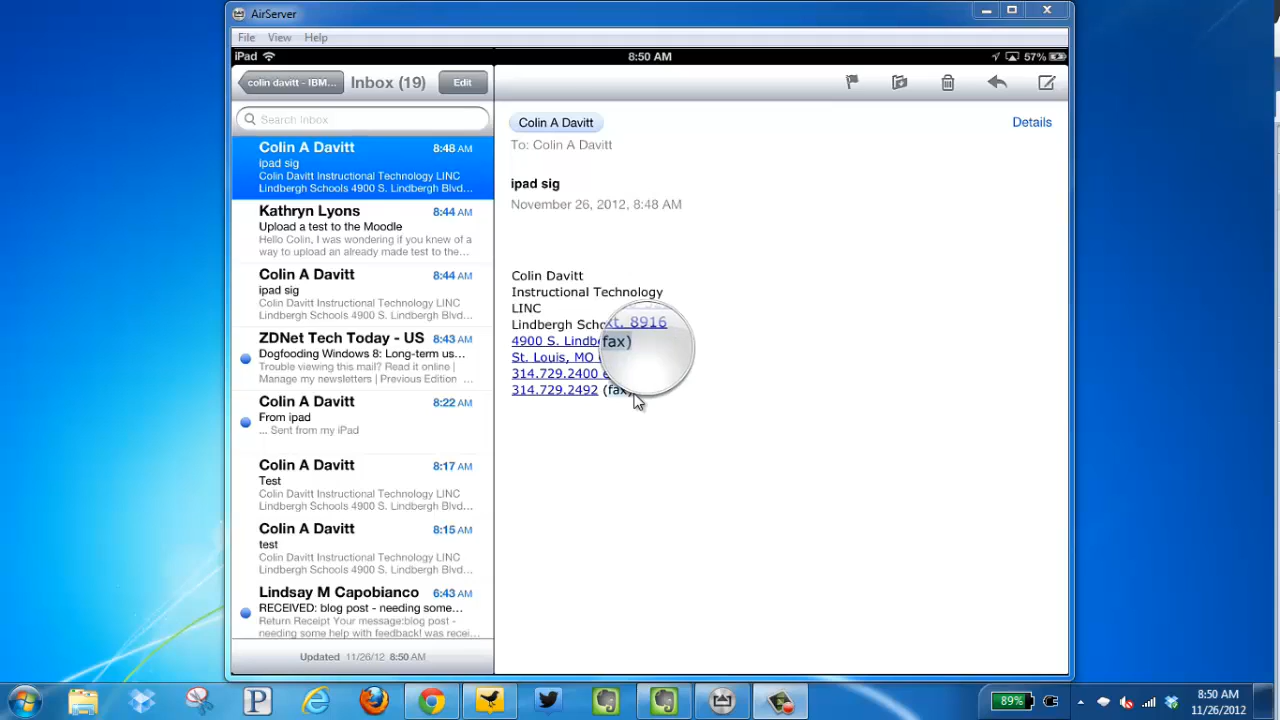 AirServer
File View Help
iPad 8:50 AM 57%
colin davitt - IBM... Inbox (19) Edit
Search Inbox
Colin A Davitt 8:48 AM
ipad sig
Colin Davitt Instructional Technology LINC
Lindbergh Schools 4900 S. Lindbergh Blvd...
Kathryn Lyons 8:44 AM
Upload a test to the Moodle
Hello Colin, I was wondering if you knew of a
way to upload an already made test to the...
Colin A Davitt 8:44 AM
ipad sig
Colin Davitt Instructional Technology LINC
Lindbergh Schools 4900 S. Lindbergh Blvd...
ZDNet Tech Today - US 8:43 AM
Dogfooding Windows 8: Long-term us...
Trouble viewing this mail? Read it online |
Manage my newsletters | Previous Edition ...
Colin A Davitt 8:22 AM
From ipad
... Sent from my iPad
Colin A Davitt 8:17 AM
Test
Colin Davitt Instructional Technology LINC
Lindbergh Schools 4900 S. Lindbergh Blvd...
Colin A Davitt 8:15 AM
test
Colin Davitt Instructional Technology LINC
Lindbergh Schools 4900 S. Lindbergh Blvd...
Lindsay M Capobianco 6:43 AM
RECEIVED: blog post - needing some...
Return Receipt Your message:blog post -
needing some help with feedback! was recei...
Updated 11/26/12 8:50 AM
Colin A Davitt Details
To: Colin A Davitt
ipad sig
November 26, 2012, 8:48 AM
Colin Davitt
Instructional Technology
LINC
Lindbergh Scho
xt. 8916
4900 S. Lindbe
fax)
St. Louis, MO
314.729.2400 e
314.729.2492 (fax)
P
89% 8:50 AM
11/26/2012